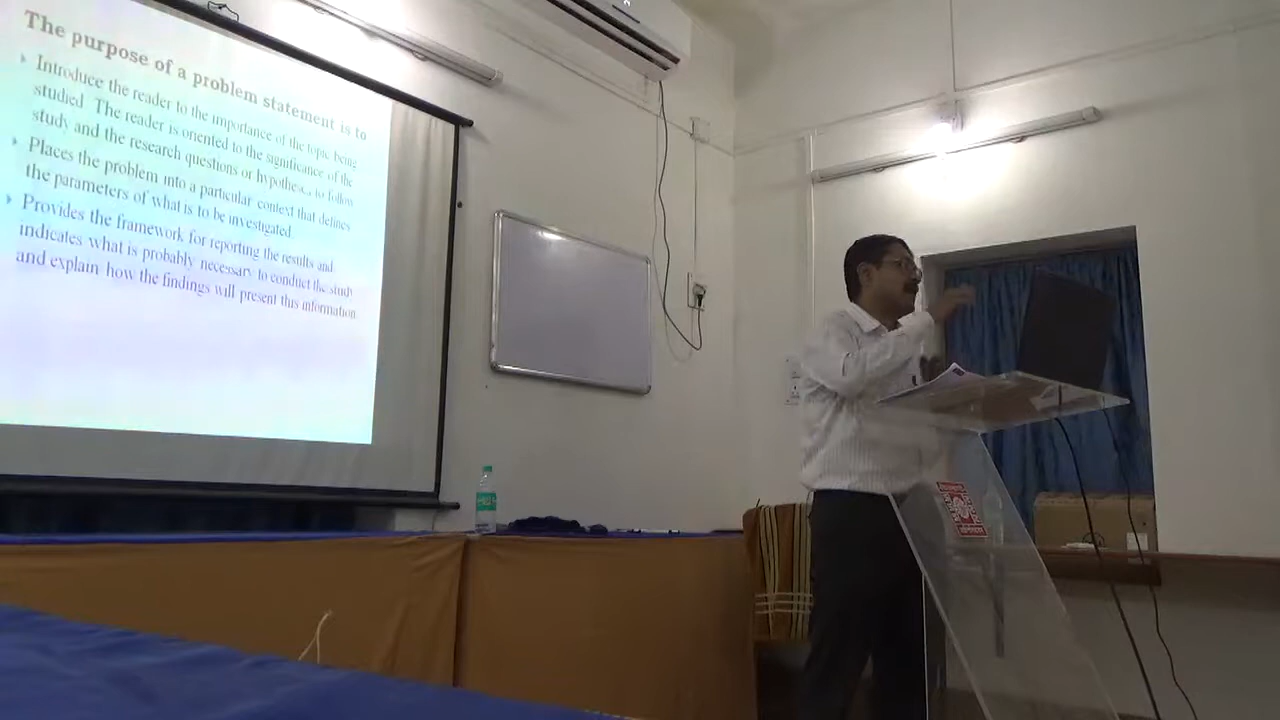 The purpose of a problem statement is to
Introduce the reader to the importance of the topic being
studied The reader is oriented to the significance of the
study and the research questions or hypotheses to follow
Places the problem into a particular context that defines
the parameters of what is to be investigated
Provides the framework for reporting the results and
indicates what is probably necessary to conduct the study
and explain how the findings will present this information